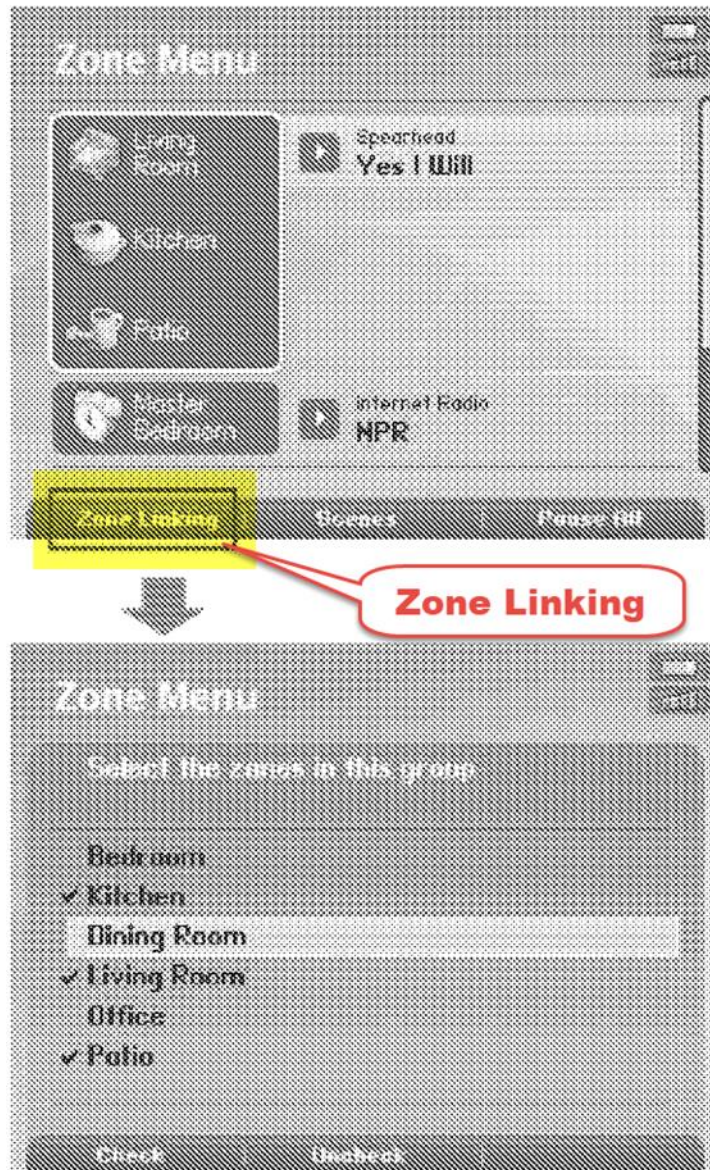 Zone Menu
Living
Room
Spearhead
Yes I Will
Kitchen
Patio
Master
Bedroom
Internet Radio
NPR
Zone Linking
Scenes
Pause All
Zone Linking
Zone Menu
Select the zones in this group
Bedroom
Kitchen
Dining Room
Living Room
Office
Patio
Check
Uncheck